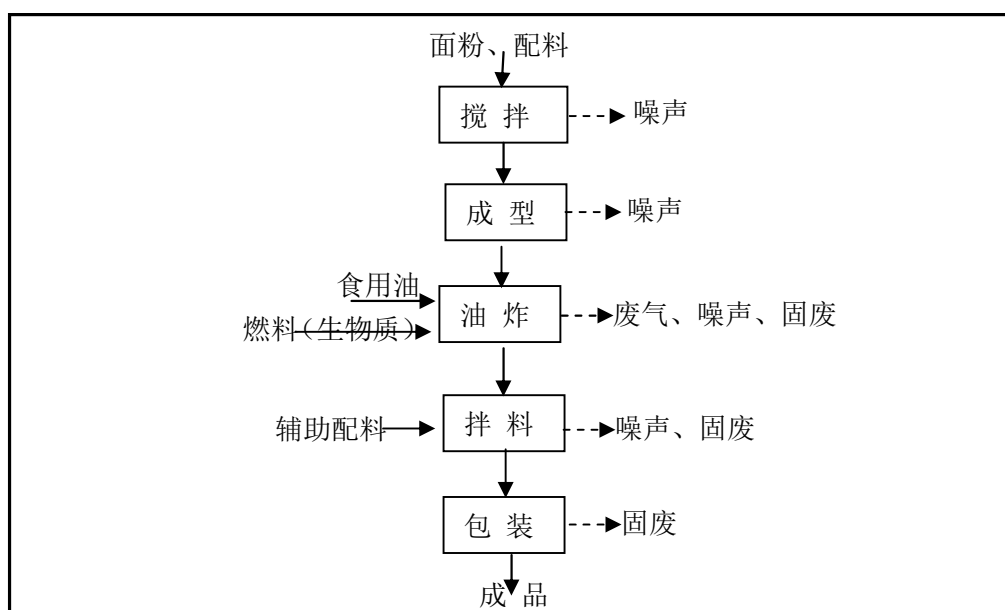 面粉、配料
搅 拌
噪声
成 型
噪声
食用油
油 炸
废气、噪声、固废
燃料(生物质)
辅助配料
拌 料
噪声、固废
包 装
固废
成 品